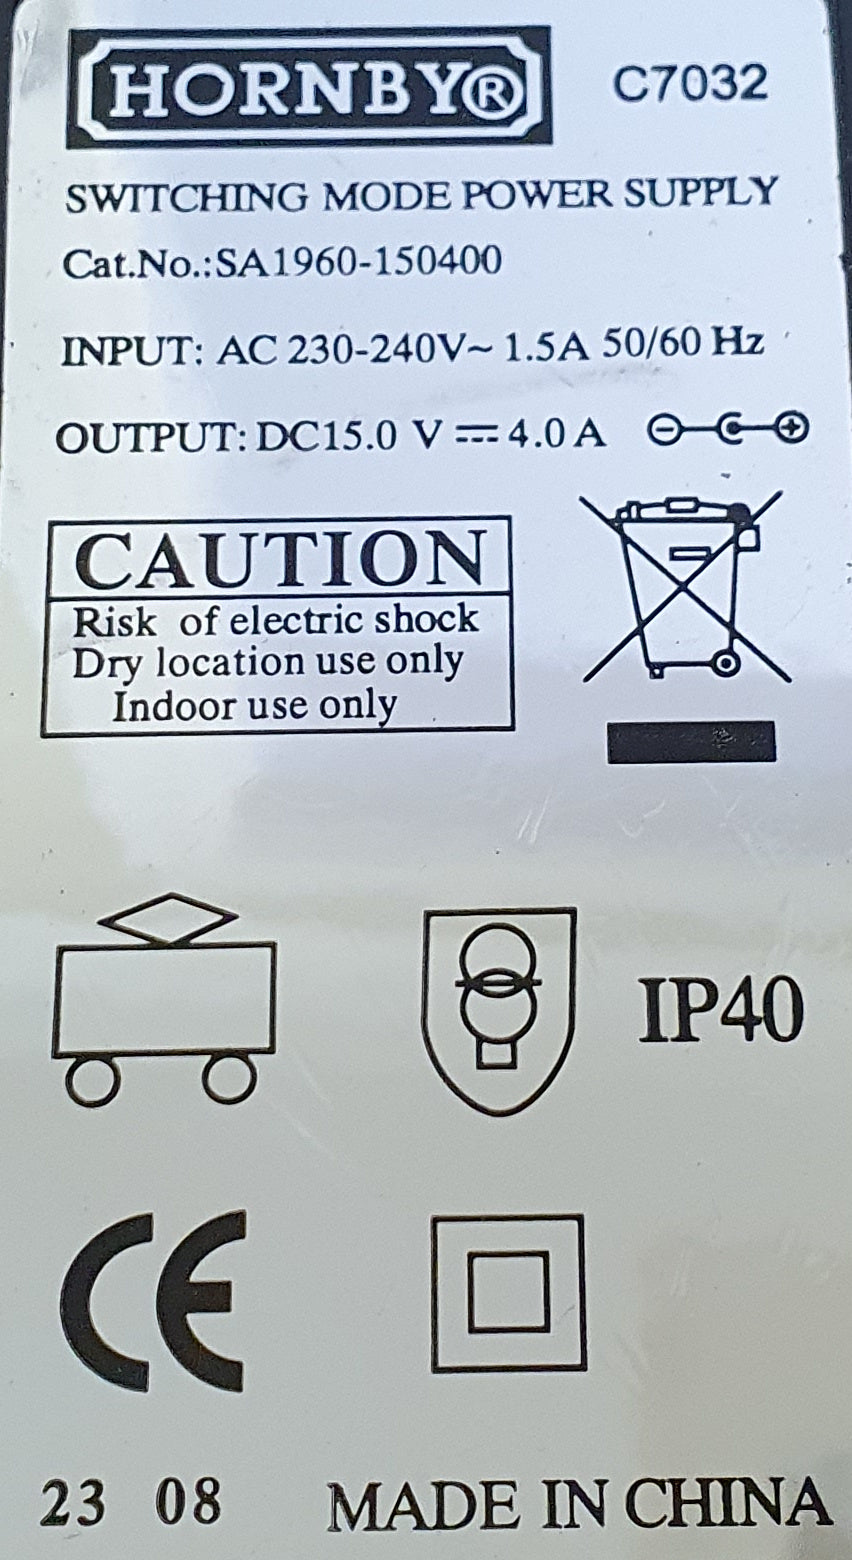 HORNBY® C7032
SWITCHING MODE POWER SUPPLY
Cat.No.:SA1960-150400
INPUT: AC 230-240V~ 1.5A 50/60 Hz
OUTPUT: DC15.0 V ⎓ 4.0 A
CAUTION
Risk of electric shock
Dry location use only
Indoor use only
IP40
CE
23 08 MADE IN CHINA